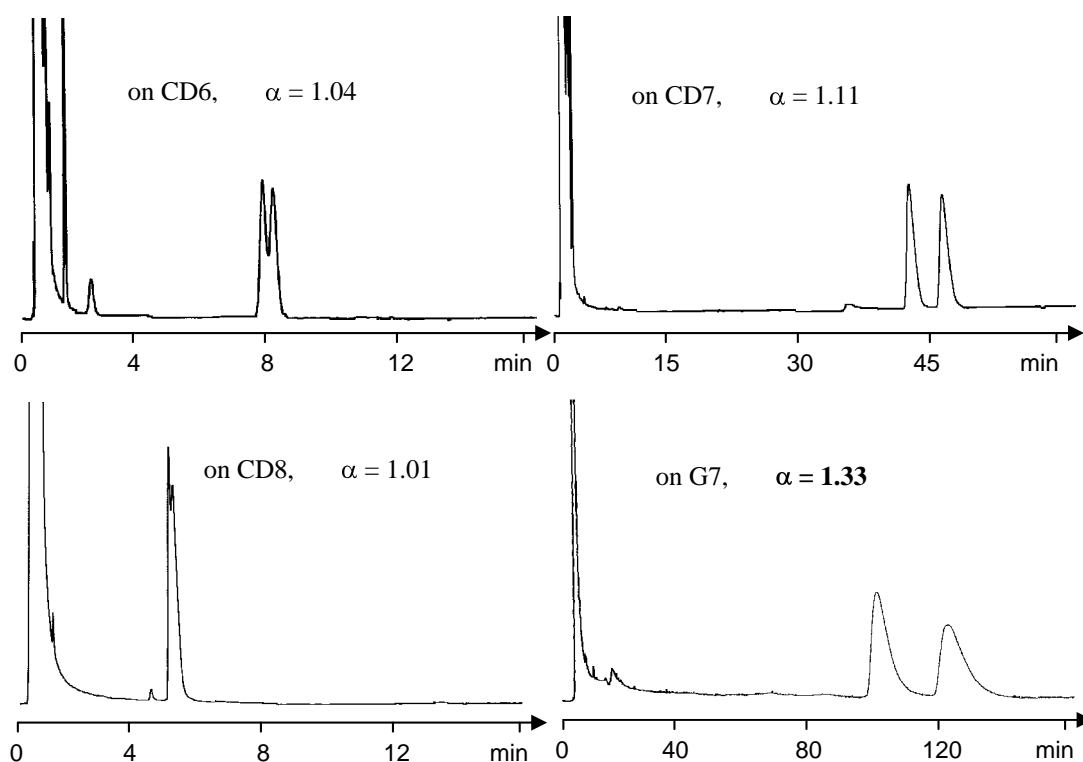 on CD6, α = 1.04
0 4 8 12 min
on CD7, α = 1.11
0 15 30 45 min
on CD8, α = 1.01
0 4 8 12 min
on G7, α = 1.33
0 40 80 120 min